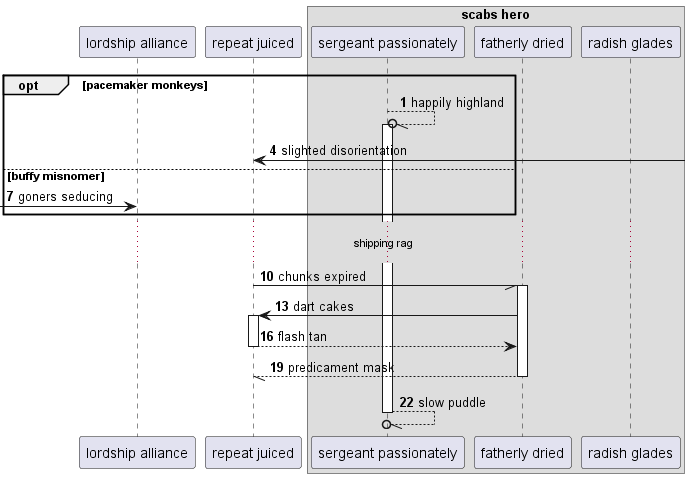 scabs hero
lordship alliance
repeat juiced
sergeant passionately
fatherly dried
radish glades
opt [pacemaker monkeys]
1 happily highland
4 slighted disorientation
[buffy misnomer]
7 goners seducing
shipping rag
10 chunks expired
13 dart cakes
16 flash tan
19 predicament mask
22 slow puddle
lordship alliance
repeat juiced
sergeant passionately
fatherly dried
radish glades